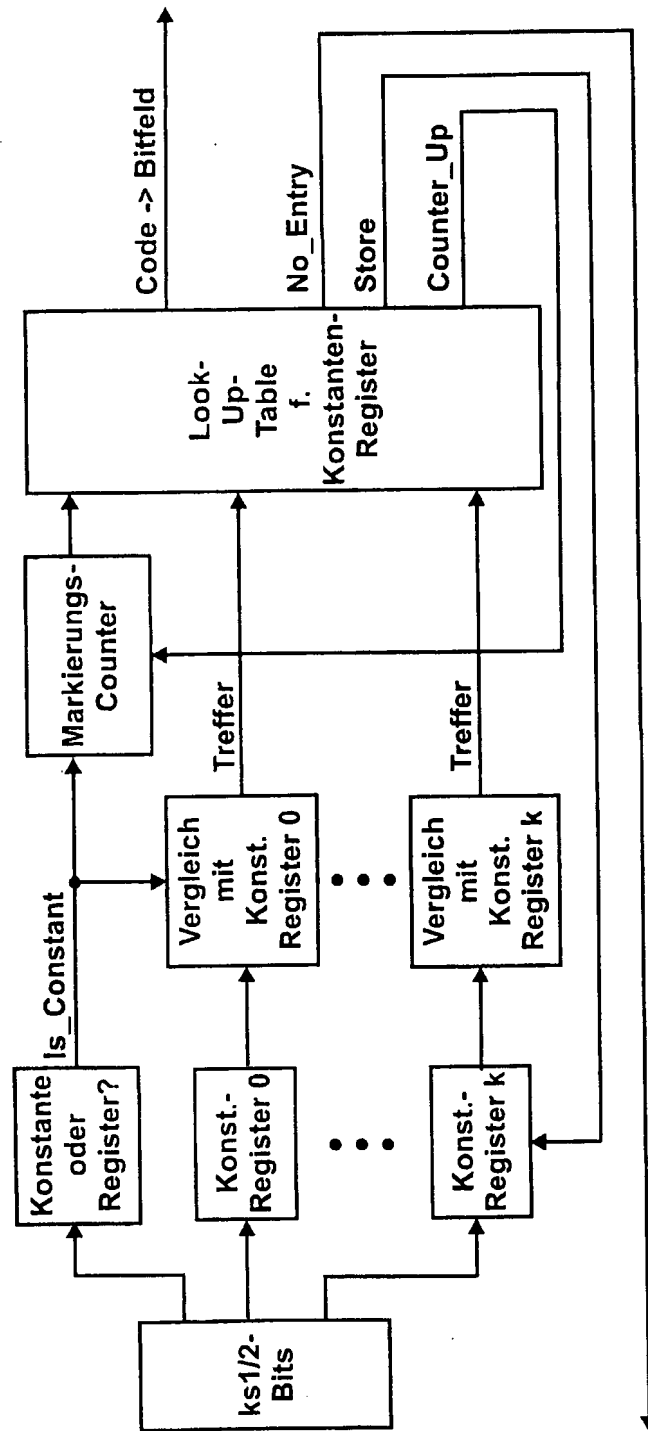 ks1/2-
Bits
Konstante
oder
Register?
Is_Constant
Konst.-
Register 0
Konst.-
Register k
Vergleich
mit
Konst.
Register 0
Vergleich
mit
Konst.
Register k
Treffer
Treffer
Markierungs-
Counter
Look-
Up-
Table
f.
Konstanten-
Register
Code -> Bitfeld
No_Entry
Store
Counter_Up